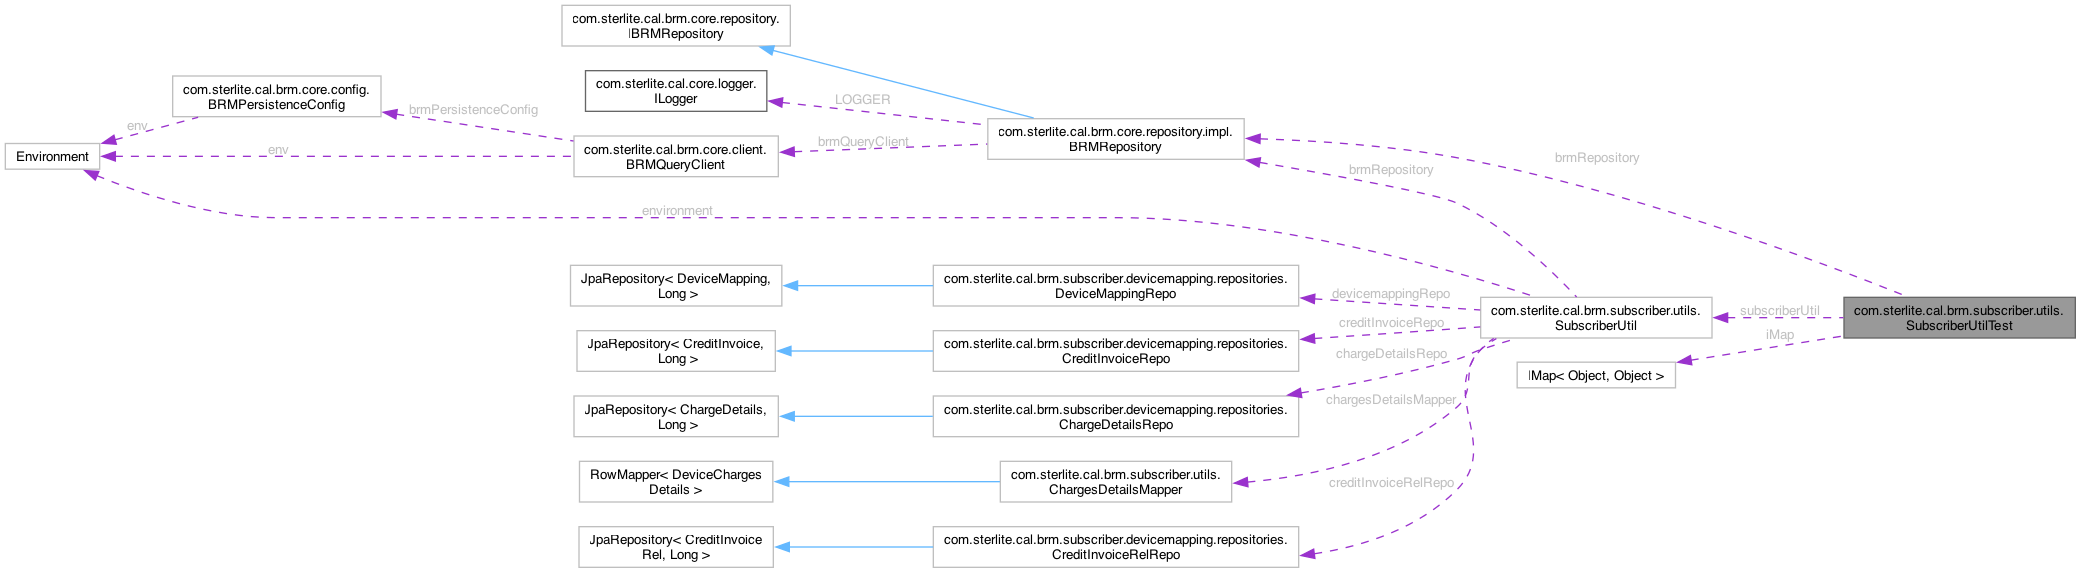 com.sterlite.cal.brm.core.repository.
IBRMRepository
com.sterlite.cal.core.logger.
ILogger
com.sterlite.cal.brm.core.config.
BRMPersistenceConfig
LOGGER
brmPersistenceConfig
env
com.sterlite.cal.brm.core.repository.impl.
BRMRepository
brmQueryClient
com.sterlite.cal.brm.core.client.
BRMQueryClient
env
Environment
brmRepository
brmRepository
environment
JpaRepository< DeviceMapping,
Long >
com.sterlite.cal.brm.subscriber.devicemapping.repositories.
DeviceMappingRepo
devicemappingRepo
com.sterlite.cal.brm.subscriber.utils.
SubscriberUtil
subscriberUtil
com.sterlite.cal.brm.subscriber.utils.
SubscriberUtilTest
creditInvoiceRepo
iMap
JpaRepository< CreditInvoice,
Long >
com.sterlite.cal.brm.subscriber.devicemapping.repositories.
CreditInvoiceRepo
chargeDetailsRepo
IMap< Object, Object >
chargesDetailsMapper
JpaRepository< ChargeDetails,
Long >
com.sterlite.cal.brm.subscriber.devicemapping.repositories.
ChargeDetailsRepo
RowMapper< DeviceCharges
Details >
com.sterlite.cal.brm.subscriber.utils.
ChargesDetailsMapper
creditInvoiceRelRepo
JpaRepository< CreditInvoice
Rel, Long >
com.sterlite.cal.brm.subscriber.devicemapping.repositories.
CreditInvoiceRelRepo